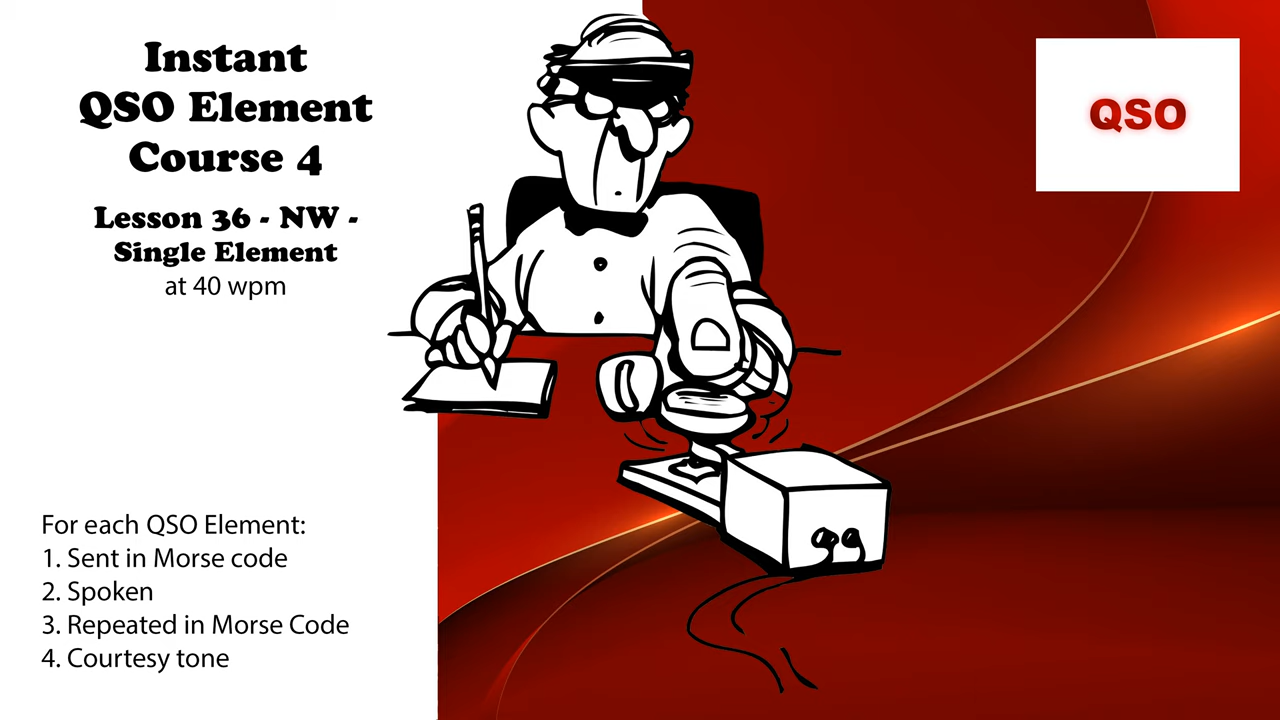 Instant
QSO Element
Course 4
Lesson 36 - NW -
Single Element
at 40 wpm
QSO
For each QSO Element:
1. Sent in Morse code
2. Spoken
3. Repeated in Morse Code
4. Courtesy tone